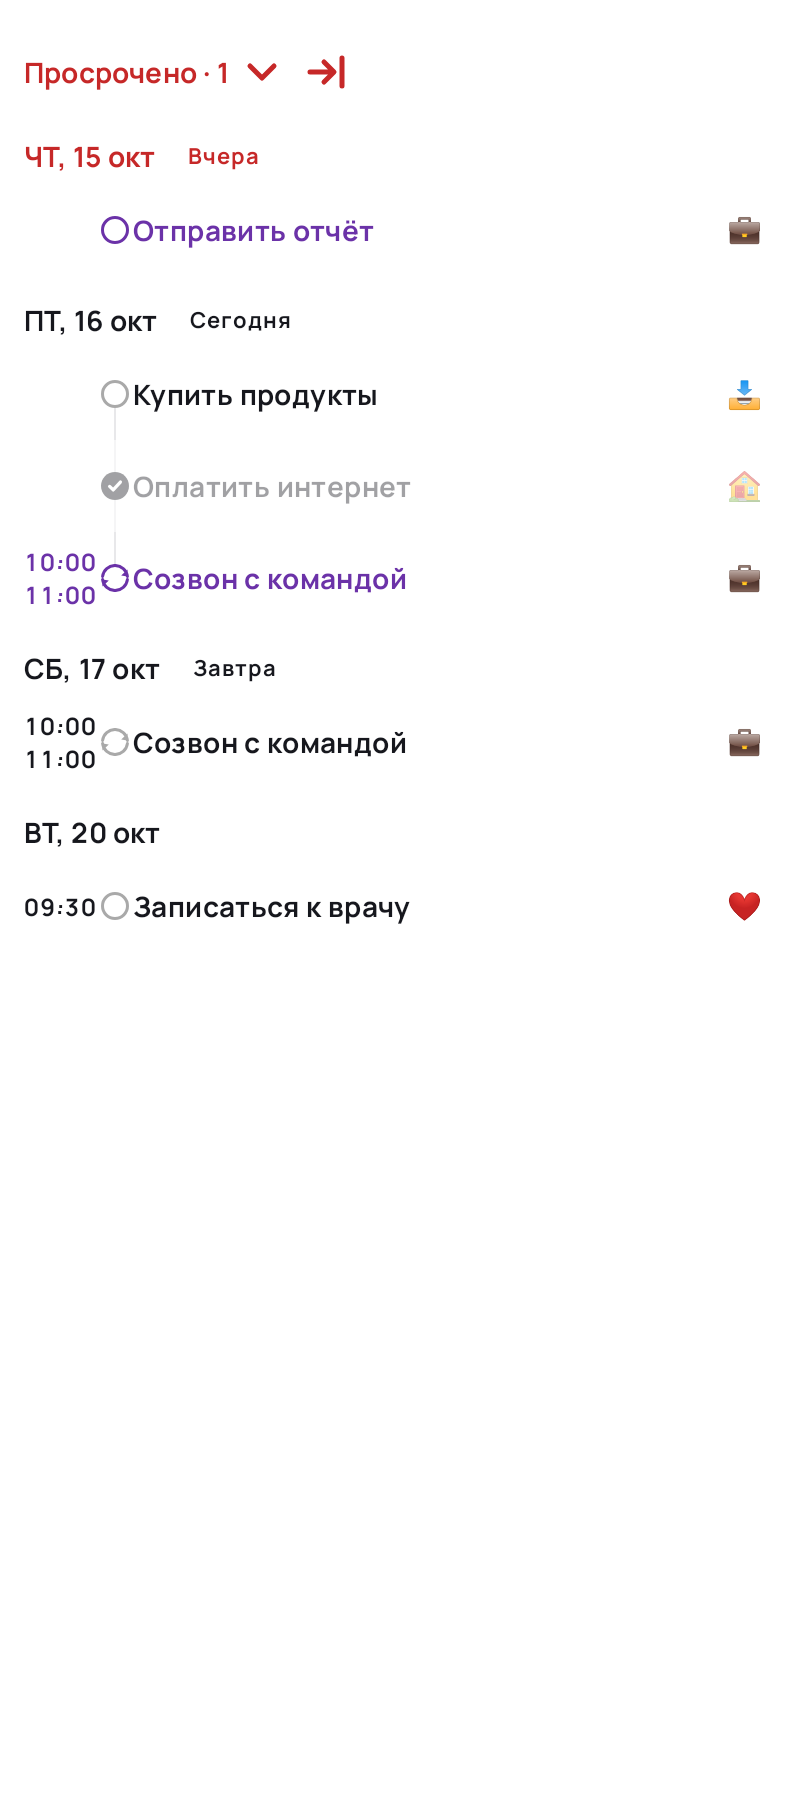 Просрочено · 1
ЧТ, 15 окт Вчера
Отправить отчёт
ПТ, 16 окт Сегодня
Купить продукты
Оплатить интернет
10:00
11:00
Созвон с командой
СБ, 17 окт Завтра
10:00
11:00
Созвон с командой
ВТ, 20 окт
09:30 Записаться к врачу